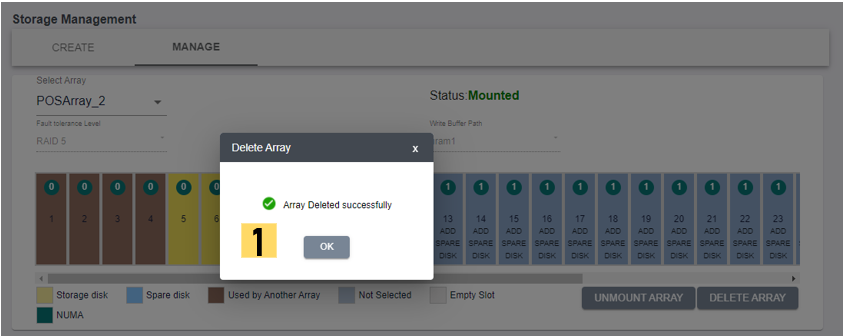 Storage Management
CREATE
MANAGE
Select Array
POSArray_2
Status:Mounted
Fault tolerance Level
Write Buffer Path
RAID 5
ram1
Delete Array
x
Array Deleted successfully
1
OK
0 0 0 0 0 0 1 1 1 1 1 1 1 1 1 1 1
1 2 3 4 5 6 13 14 15 16 17 18 19 20 21 22 23
ADD ADD ADD ADD ADD ADD ADD ADD ADD ADD ADD
SPARE SPARE SPARE SPARE SPARE SPARE SPARE SPARE SPARE SPARE SPARE
DISK DISK DISK DISK DISK DISK DISK DISK DISK DISK DISK
Storage disk
Spare disk
Used by Another Array
Not Selected
Empty Slot
UNMOUNT ARRAY
DELETE ARRAY
NUMA